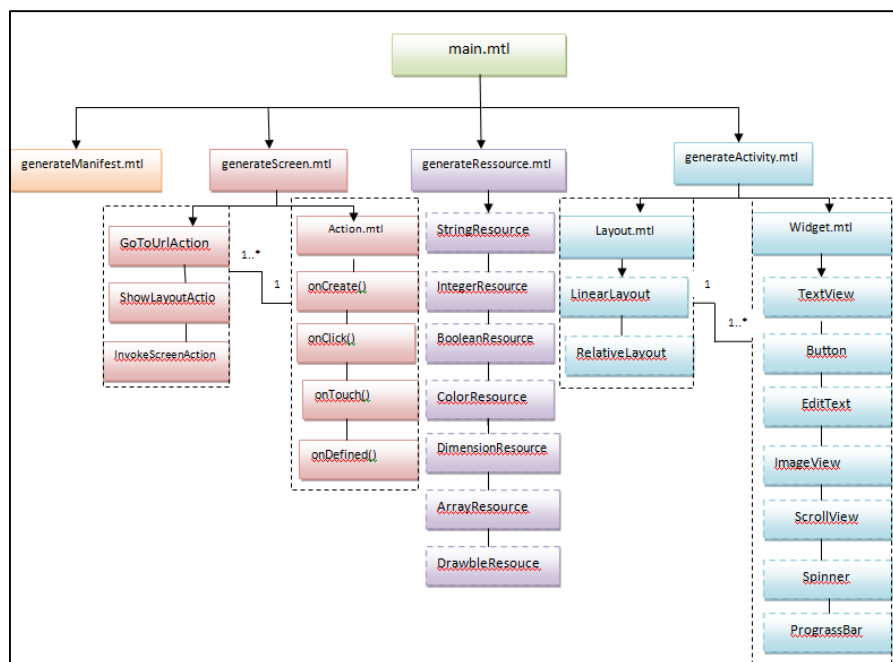 main.mtl
generateManifest.mtl
generateScreen.mtl
generateRessource.mtl
generateActivity.mtl
GoToUrlAction
ShowLayoutActio
InvokeScreenAction
1..*
1
Action.mtl
onCreate()
onClick()
onTouch()
onDefined()
StringResource
IntegerResource
BooleanResource
ColorResource
DimensionResource
ArrayResource
DrawbleResouce
Layout.mtl
LinearLayout
RelativeLayout
1
1..*
Widget.mtl
TextView
Button
EditText
ImageView
ScrollView
Spinner
PrograssBar